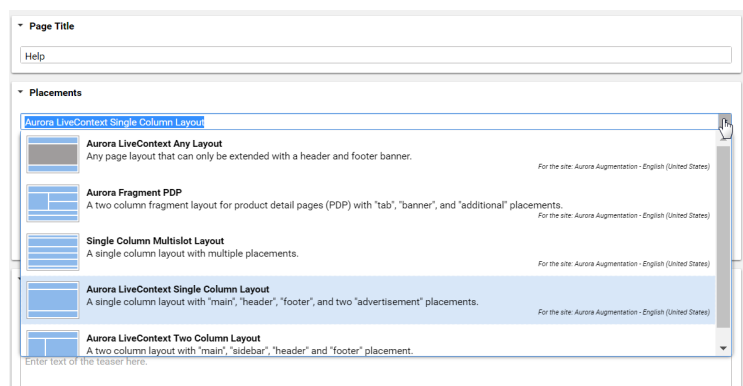 Page Title
Help
Placements
Aurora LiveContext Single Column Layout
Aurora LiveContext Any Layout
Any page layout that can only be extended with a header and footer banner.
For the site: Aurora Augmentation - English (United States)
Aurora Fragment PDP
A two column fragment layout for product detail pages (PDP) with "tab", "banner", and "additional" placements.
For the site: Aurora Augmentation - English (United States)
Single Column Multislot Layout
A single column layout with multiple placements.
For the site: Aurora Augmentation - English (United States)
Aurora LiveContext Single Column Layout
A single column layout with "main", "header", "footer", and two "advertisement" placements.
For the site: Aurora Augmentation - English (United States)
Aurora LiveContext Two Column Layout
A two column layout with "main", "sidebar", "header" and "footer" placement.
Enter text of the teaser here.